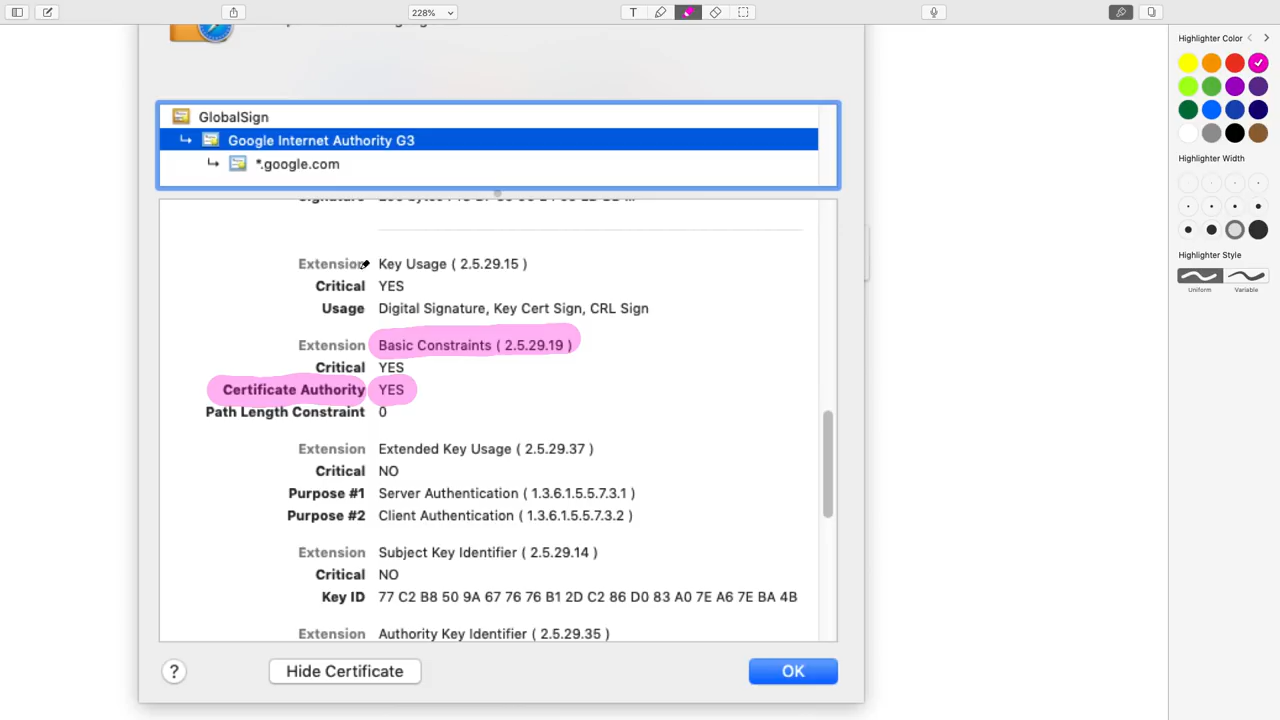 228%
T
Highlighter Color
GlobalSign
Google Internet Authority G3
*.google.com
Highlighter Width
Extension Key Usage ( 2.5.29.15 )
Critical YES
Usage Digital Signature, Key Cert Sign, CRL Sign
Highlighter Style
Uniform Variable
Extension Basic Constraints ( 2.5.29.19 )
Critical YES
Certificate Authority YES
Path Length Constraint 0
Extension Extended Key Usage ( 2.5.29.37 )
Critical NO
Purpose #1 Server Authentication ( 1.3.6.1.5.5.7.3.1 )
Purpose #2 Client Authentication ( 1.3.6.1.5.5.7.3.2 )
Extension Subject Key Identifier ( 2.5.29.14 )
Critical NO
Key ID 77 C2 B8 50 9A 67 76 76 B1 2D C2 86 D0 83 A0 7E A6 7E BA 4B
Extension Authority Key Identifier ( 2.5.29.35 )
? Hide Certificate OK